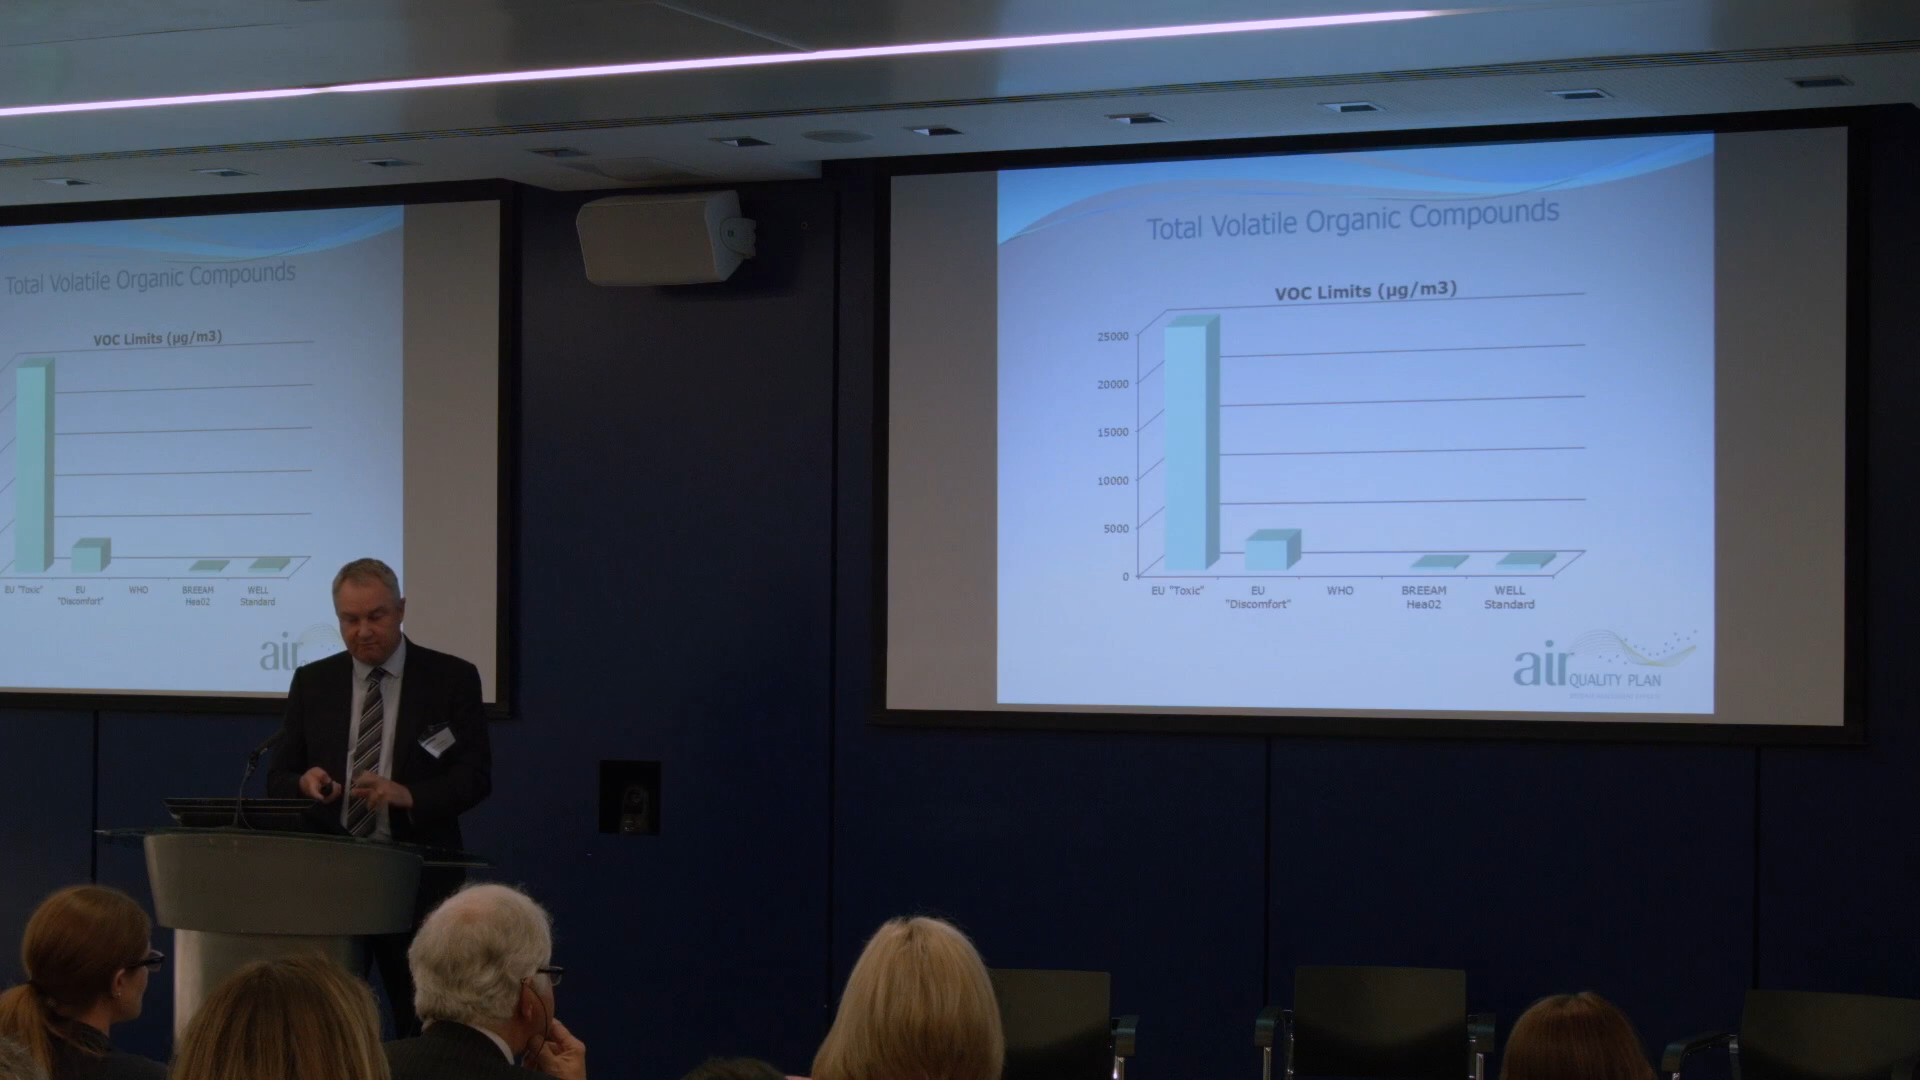 Total Volatile Organic Compounds
VOC Limits (µg/m3)
EU "Toxic"
EU
"Discomfort"
WHO
BREEAM
Hea02
WELL
Standard
air
Total Volatile Organic Compounds
VOC Limits (µg/m3)
25000
20000
15000
10000
5000
0
EU "Toxic"
EU
"Discomfort"
WHO
BREEAM
Hea02
WELL
Standard
air
QUALITY PLAN